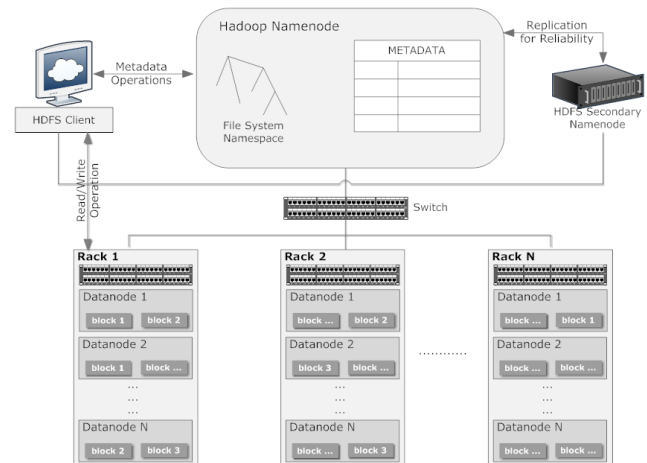 Hadoop Namenode
METADATA
File System
Namespace
Metadata
Operations
Replication
for Reliability
HDFS Client
HDFS Secondary
Namenode
Read/Write
Operation
Switch
Rack 1
Datanode 1
block 1
block 2
Datanode 2
block 1
block ...
...
...
...
Datanode N
block 2
block 3
Rack 2
Datanode 1
block ...
block 2
Datanode 2
block 3
block ...
...
...
...
Datanode N
block ...
block 3
............
Rack N
Datanode 1
block ...
block 1
Datanode 2
block ...
block ...
...
...
...
Datanode N
block ...
block ...